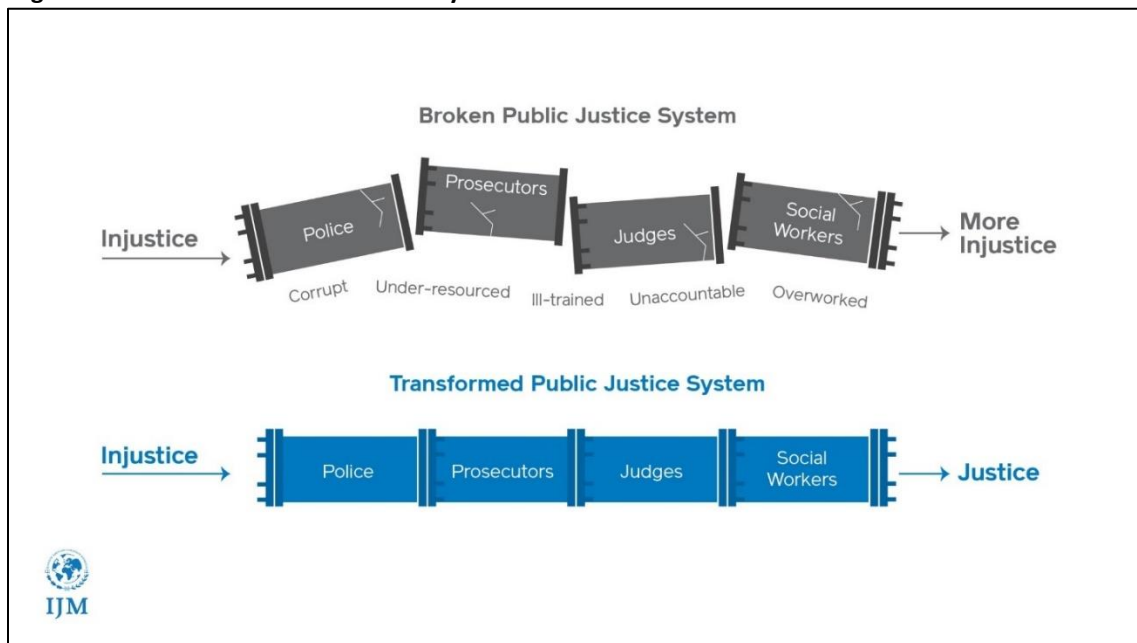 Broken Public Justice System
Injustice
Police
Prosecutors
Judges
Social
Workers
More
Injustice
Corrupt
Under-resourced
Ill-trained
Unaccountable
Overworked
Transformed Public Justice System
Injustice
Police
Prosecutors
Judges
Social
Workers
Justice
IJM